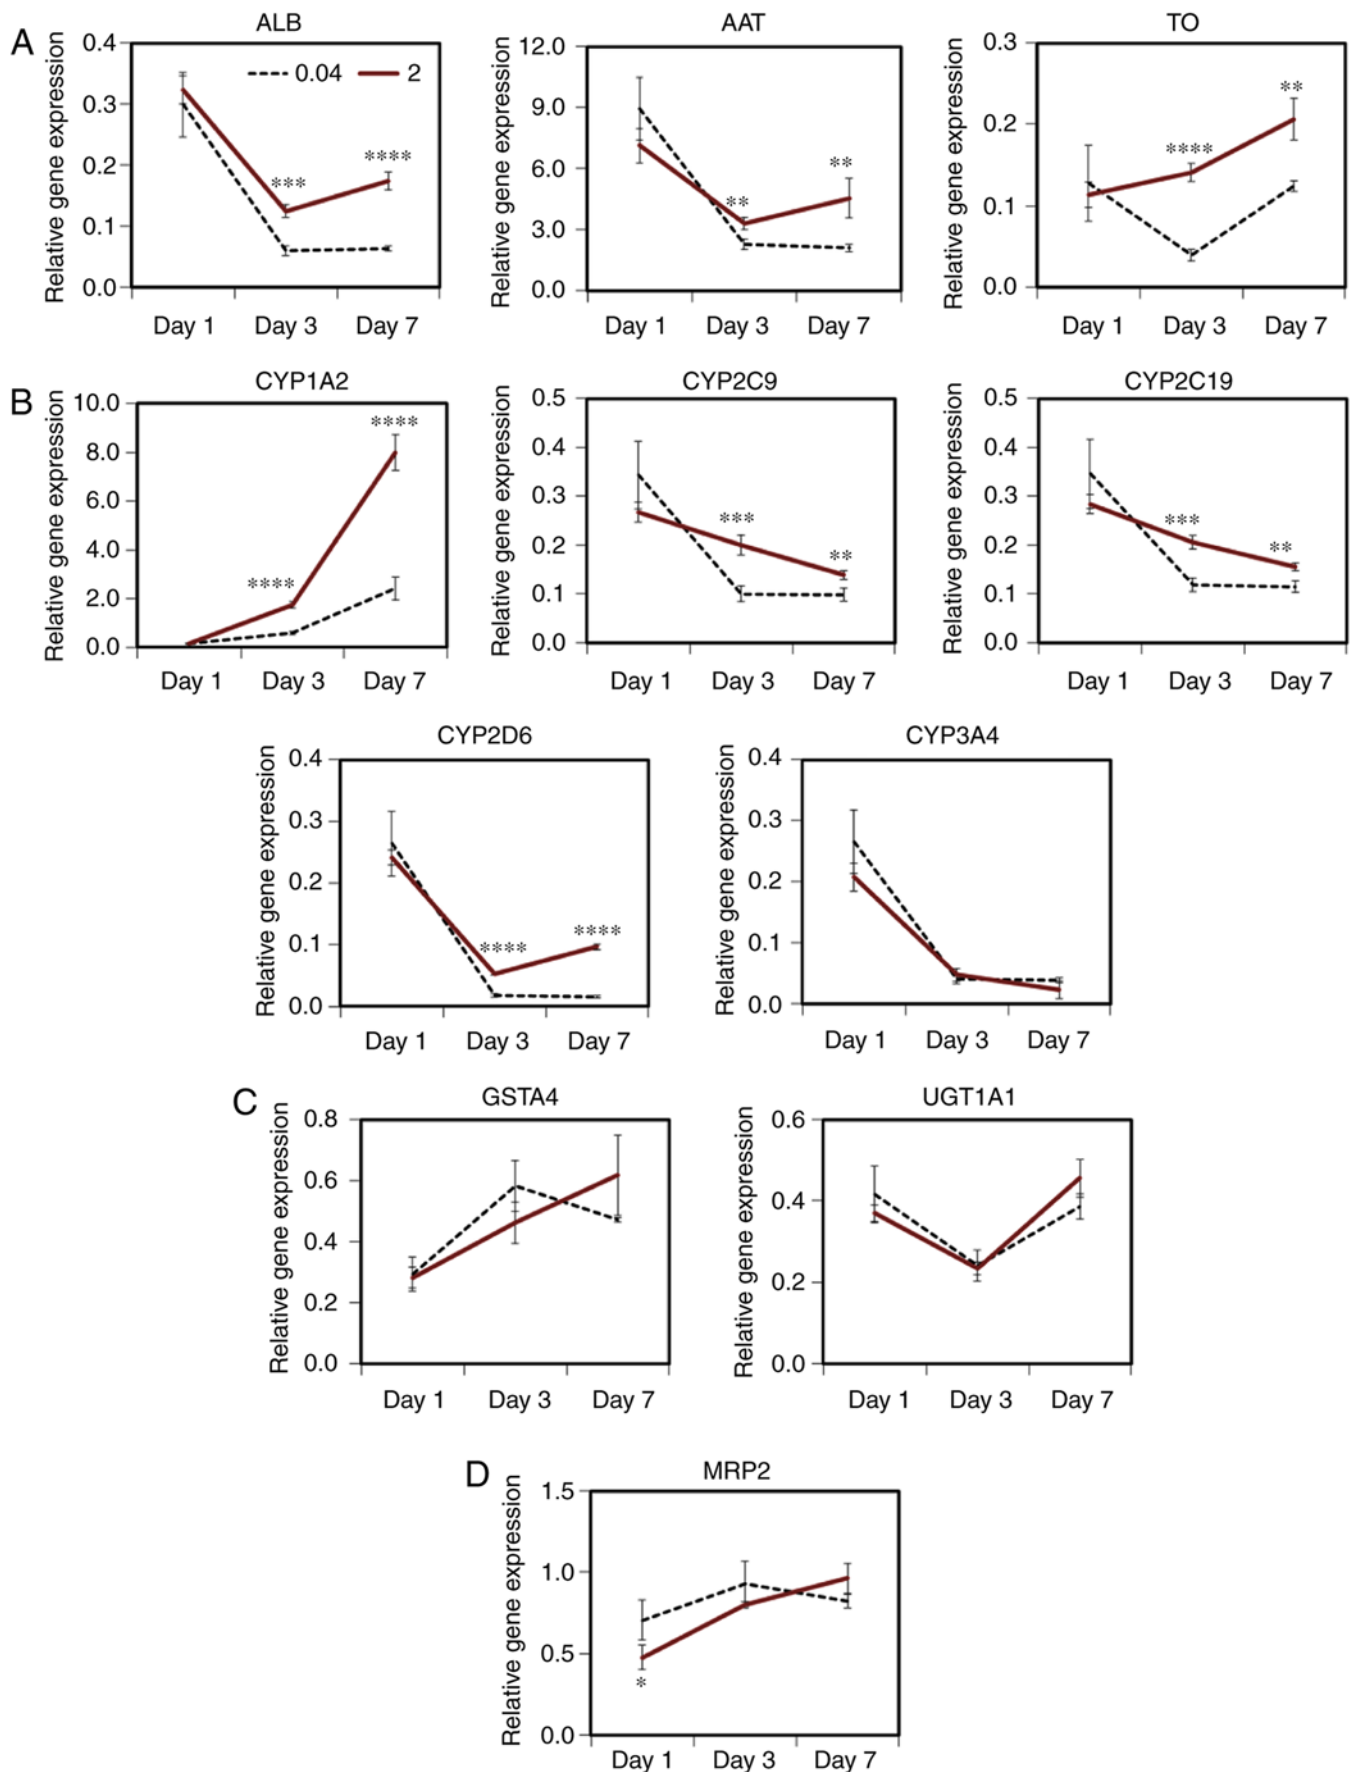 A
ALB
AAT
TO
Relative gene expression
0.4
0.3
0.2
0.1
0.0
0.04
2
***
****
Day 1
Day 3
Day 7
Relative gene expression
12.0
9.0
6.0
3.0
0.0
**
**
Day 1
Day 3
Day 7
Relative gene expression
0.3
0.2
0.1
0.0
****
**
Day 1
Day 3
Day 7
B
CYP1A2
CYP2C9
CYP2C19
Relative gene expression
10.0
8.0
6.0
4.0
2.0
0.0
****
****
Day 1
Day 3
Day 7
Relative gene expression
0.5
0.4
0.3
0.2
0.1
0.0
***
**
Day 1
Day 3
Day 7
Relative gene expression
0.5
0.4
0.3
0.2
0.1
0.0
***
**
Day 1
Day 3
Day 7
CYP2D6
CYP3A4
Relative gene expression
0.4
0.3
0.2
0.1
0.0
****
****
Day 1
Day 3
Day 7
Relative gene expression
0.4
0.3
0.2
0.1
0.0
Day 1
Day 3
Day 7
C
GSTA4
UGT1A1
Relative gene expression
0.8
0.6
0.4
0.2
0.0
Day 1
Day 3
Day 7
Relative gene expression
0.6
0.4
0.2
0.0
Day 1
Day 3
Day 7
D
MRP2
Relative gene expression
1.5
1.0
0.5
0.0
*
Day 1
Day 3
Day 7